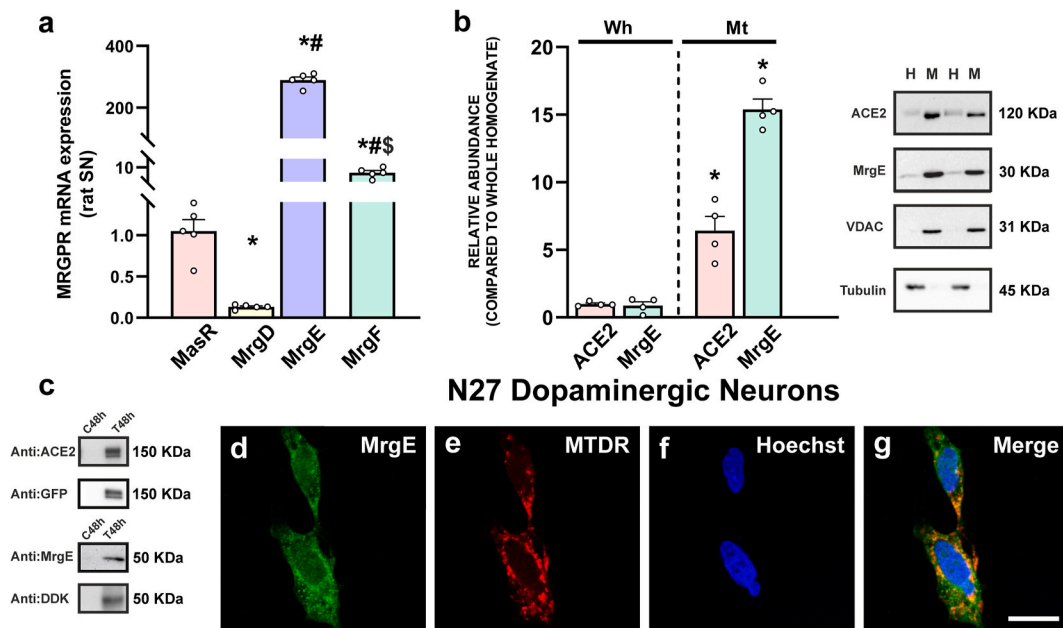 a
MRGPR mRNA expression
(rat SN)
400
300
200
10
5
1.0
0.5
0.0
*
*#
*#$
MasR
MrgD
MrgE
MrgF
b
RELATIVE ABUNDANCE
(COMPARED TO WHOLE HOMOGENATE)
Wh
Mt
20
15
10
5
0
*
*
ACE2
MrgE
ACE2
MrgE
H M H M
ACE2 120 KDa
MrgE 30 KDa
VDAC 31 KDa
Tubulin 45 KDa
c
C48h T48h
Anti:ACE2 150 KDa
Anti:GFP 150 KDa
C48h T48h
Anti:MrgE 50 KDa
Anti:DDK 50 KDa
N27 Dopaminergic Neurons
d MrgE
e MTDR
f Hoechst
g Merge